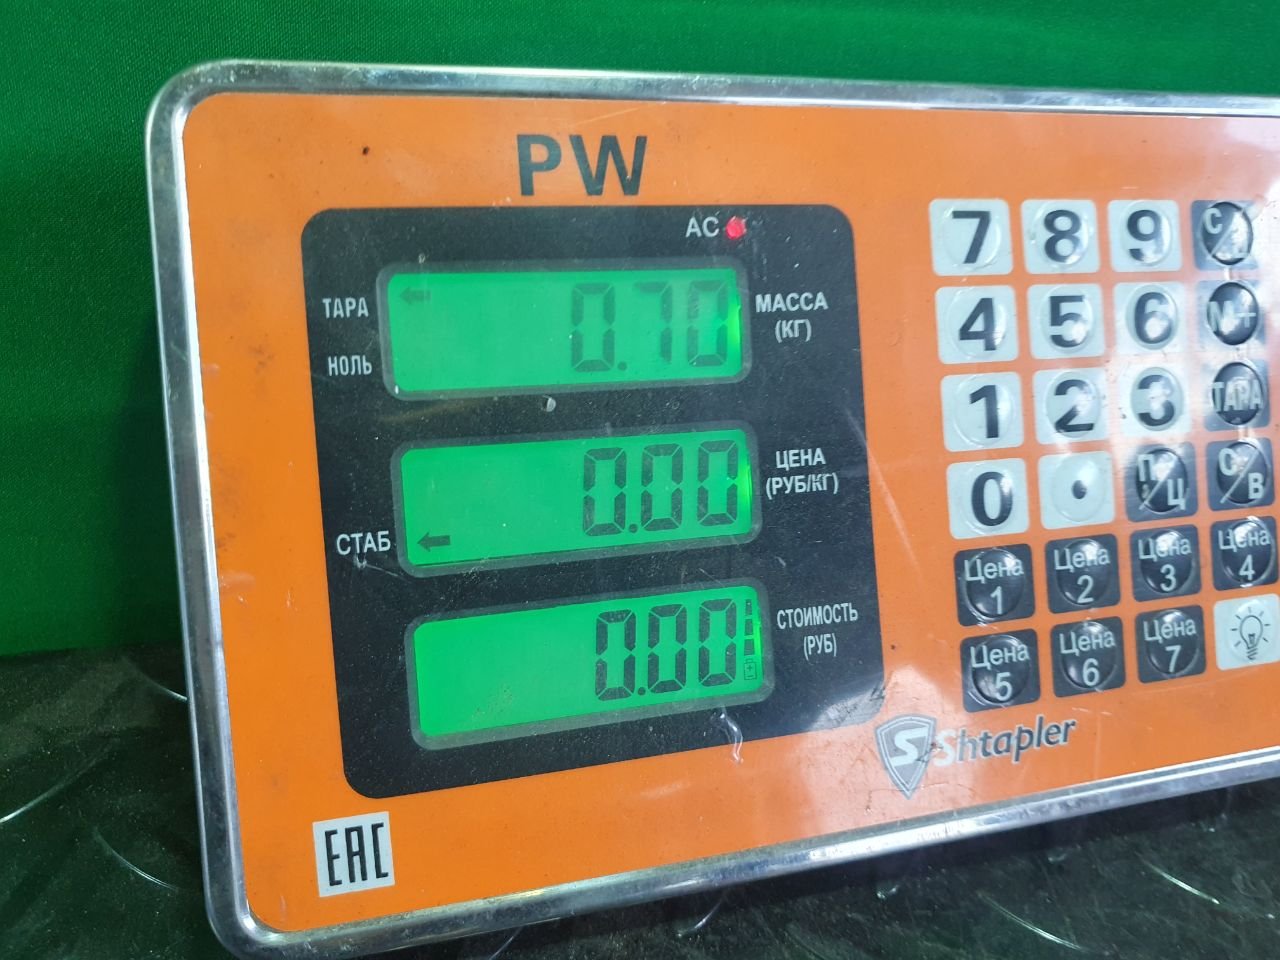 PW
AC
ТАРА
0.70
МАССА
(КГ)
НОЛЬ
ЦЕНА
(РУБ/КГ)
0.00
СТАБ
0.00
СТОИМОСТЬ
(РУБ)
7 8 9 С/
4 5 6 М+
1 2 3 ТАРА
0 . П/Ц С/В
Цена 1 Цена 2 Цена 3 Цена 4
Цена 5 Цена 6 Цена 7
S Shtapler
EAC